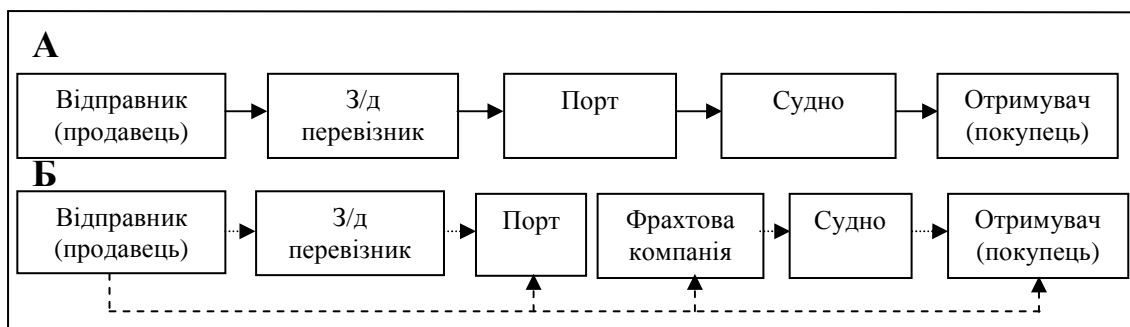 А
Відправник
(продавець)
З/д
перевізник
Порт
Судно
Отримувач
(покупець)
Б
Відправник
(продавець)
З/д
перевізник
Порт
Фрахтова
компанія
Судно
Отримувач
(покупець)